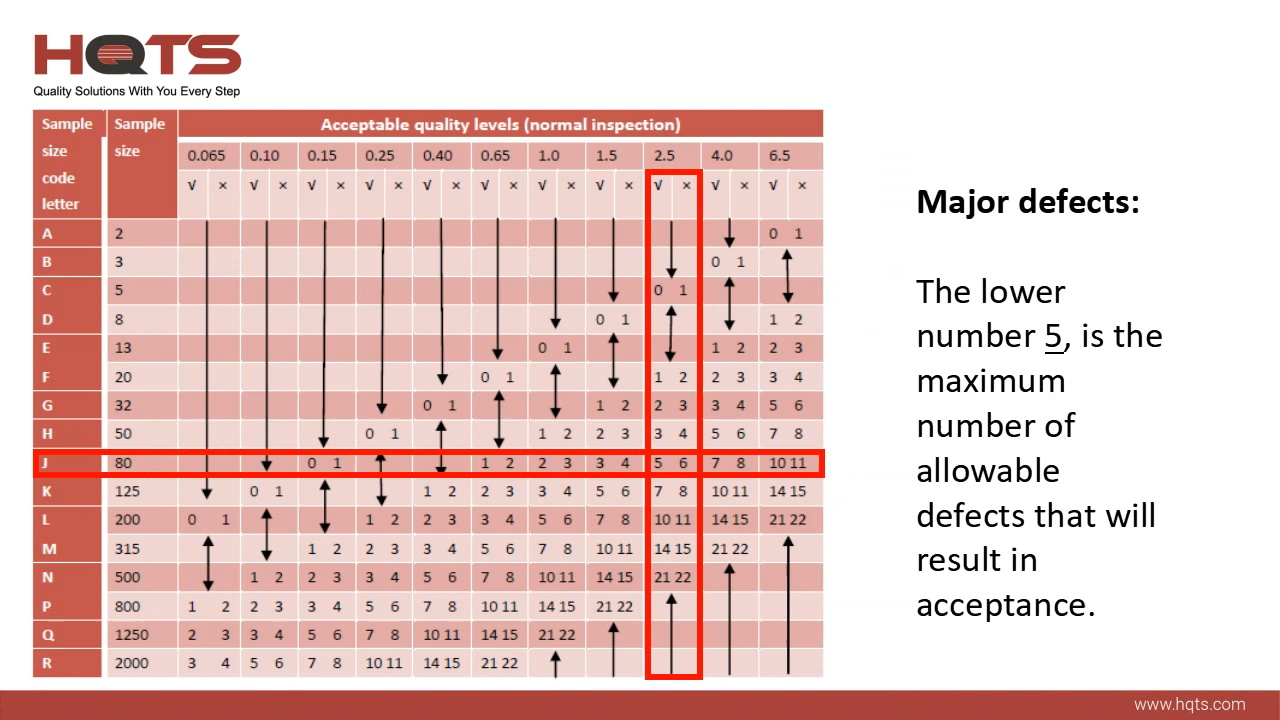 HQTS
Quality Solutions With You Every Step
Sample size code letter Sample size Acceptable quality levels (normal inspection)
0.065 0.10 0.15 0.25 0.40 0.65 1.0 1.5 2.5 4.0 6.5
√ × √ × √ × √ × √ × √ × √ × √ × √ × √ × √ ×
A 2 0 1
B 3 0 1
C 5 0 1
D 8 0 1 1 2
E 13 0 1 1 2 2 3
F 20 0 1 1 2 2 3 3 4
G 32 0 1 1 2 2 3 3 4 5 6
H 50 0 1 1 2 2 3 3 4 5 6 7 8
J 80 0 1 1 2 2 3 3 4 5 6 7 8 10 11
K 125 0 1 1 2 2 3 3 4 5 6 7 8 10 11 14 15
L 200 0 1 1 2 2 3 3 4 5 6 7 8 10 11 14 15 21 22
M 315 1 2 2 3 3 4 5 6 7 8 10 11 14 15 21 22
N 500 1 2 2 3 3 4 5 6 7 8 10 11 14 15 21 22
P 800 1 2 2 3 3 4 5 6 7 8 10 11 14 15 21 22
Q 1250 2 3 3 4 5 6 7 8 10 11 14 15 21 22
R 2000 3 4 5 6 7 8 10 11 14 15 21 22
Major defects:
The lower
number 5, is the
maximum
number of
allowable
defects that will
result in
acceptance.
www.hqts.com